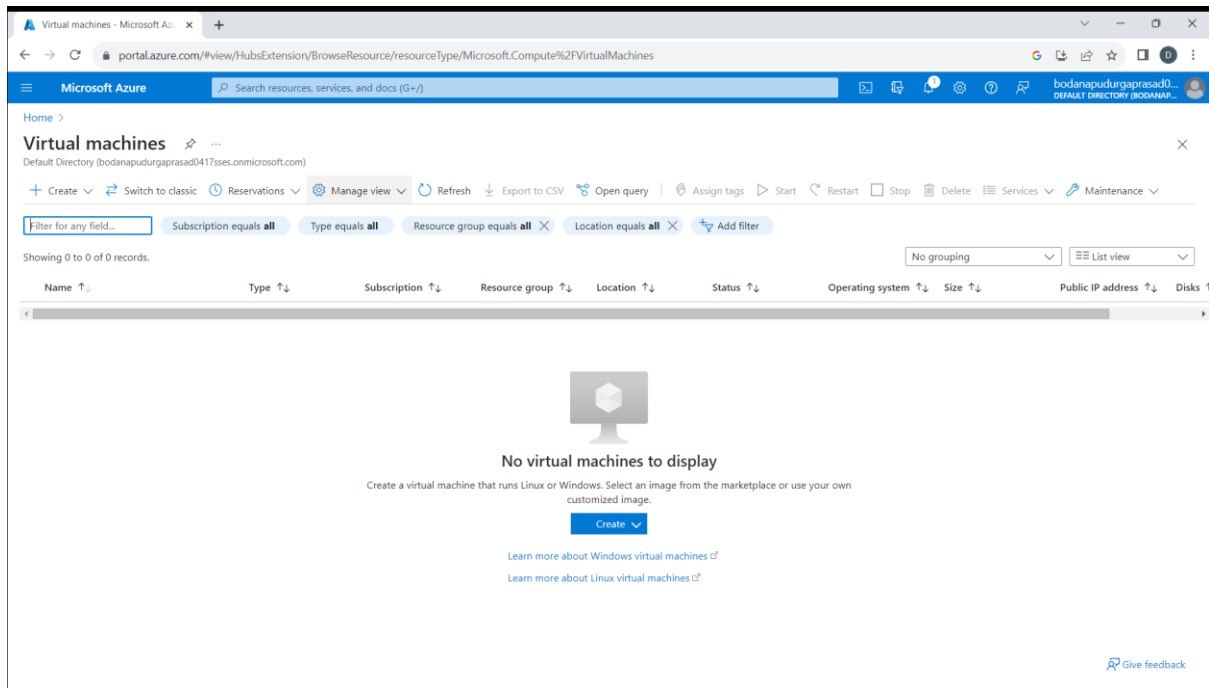 Virtual machines - Microsoft Az
portal.azure.com/#view/HubsExtension/BrowseResource/resourceType/Microsoft.Compute%2FVirtualMachines
G D
Microsoft Azure Search resources, services, and docs (G+/) 1 bodanapudurgaprasad0...
DEFAULT DIRECTORY (BODANAP...
Home >
Virtual machines ...
Default Directory (bodanapudurgaprasad0417sses.onmicrosoft.com)
+ Create Switch to classic Reservations Manage view Refresh Export to CSV Open query Assign tags Start Restart Stop Delete Services Maintenance
Filter for any field... Subscription equals all Type equals all Resource group equals all Location equals all Add filter
Showing 0 to 0 of 0 records. No grouping List view
Name ↑↓ Type ↑↓ Subscription ↑↓ Resource group ↑↓ Location ↑↓ Status ↑↓ Operating system ↑↓ Size ↑↓ Public IP address ↑↓ Disks ↑
No virtual machines to display
Create a virtual machine that runs Linux or Windows. Select an image from the marketplace or use your own
customized image.
Create
Learn more about Windows virtual machines
Learn more about Linux virtual machines
Give feedback